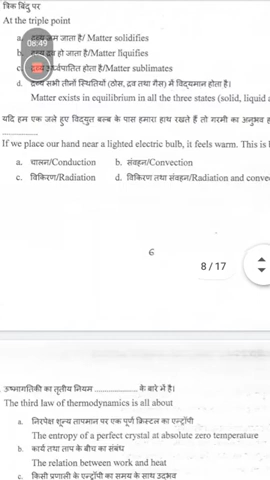 त्रिक बिंदु पर
At the triple point
a. जम जाता है/ Matter solidifies
08:49
b. हो जाता है/Matter liquifies
c. ऊर्ध्वपातित होता है/Matter sublimates
d. द्रव्य सभी तीनों स्थितियों (ठोस, द्रव तथा गैस) में विद्यमान होता है।
Matter exists in equilibrium in all the three states (solid, liquid
यदि हम एक जले हुए विद्युत बल्ब के पास हमारा हाथ रखते हैं तो गरमी का अनुभव
If we place our hand near a lighted electric bulb, it feels warm. This is
a. चालन/Conduction b. संवहन/Convection
c. विकिरण/Radiation d. विकिरण तथा संवहन/Radiation and conve
6
8 / 17
उष्मागतिकी का तृतीय नियम .................... के बारे में है।
The third law of thermodynamics is all about
a. निरपेक्ष शून्य तापमान पर एक पूर्ण क्रिस्टल का एन्ट्रॉपी
The entropy of a perfect crystal at absolute zero temperature
b. कार्य तथा ताप के बीच का संबंध
The relation between work and heat
c. किसी प्रणाली के एन्ट्रॉपी का समय के साथ उद्भव